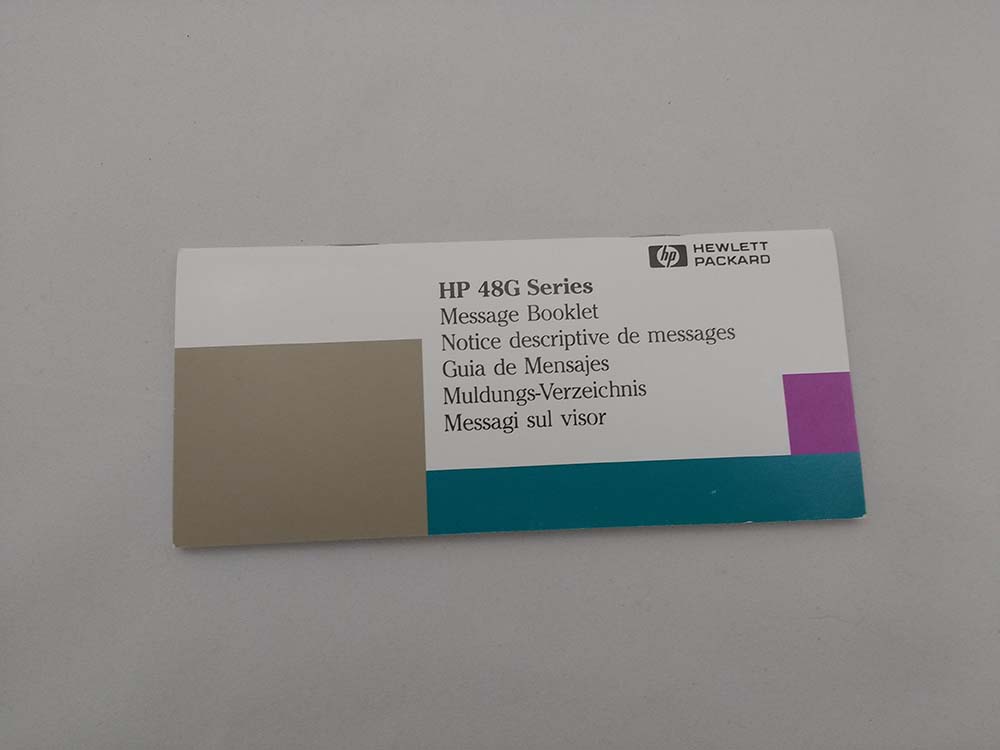 hp HEWLETT
PACKARD
HP 48G Series
Message Booklet
Notice descriptive de messages
Guia de Mensajes
Muldungs-Verzeichnis
Messagi sul visor